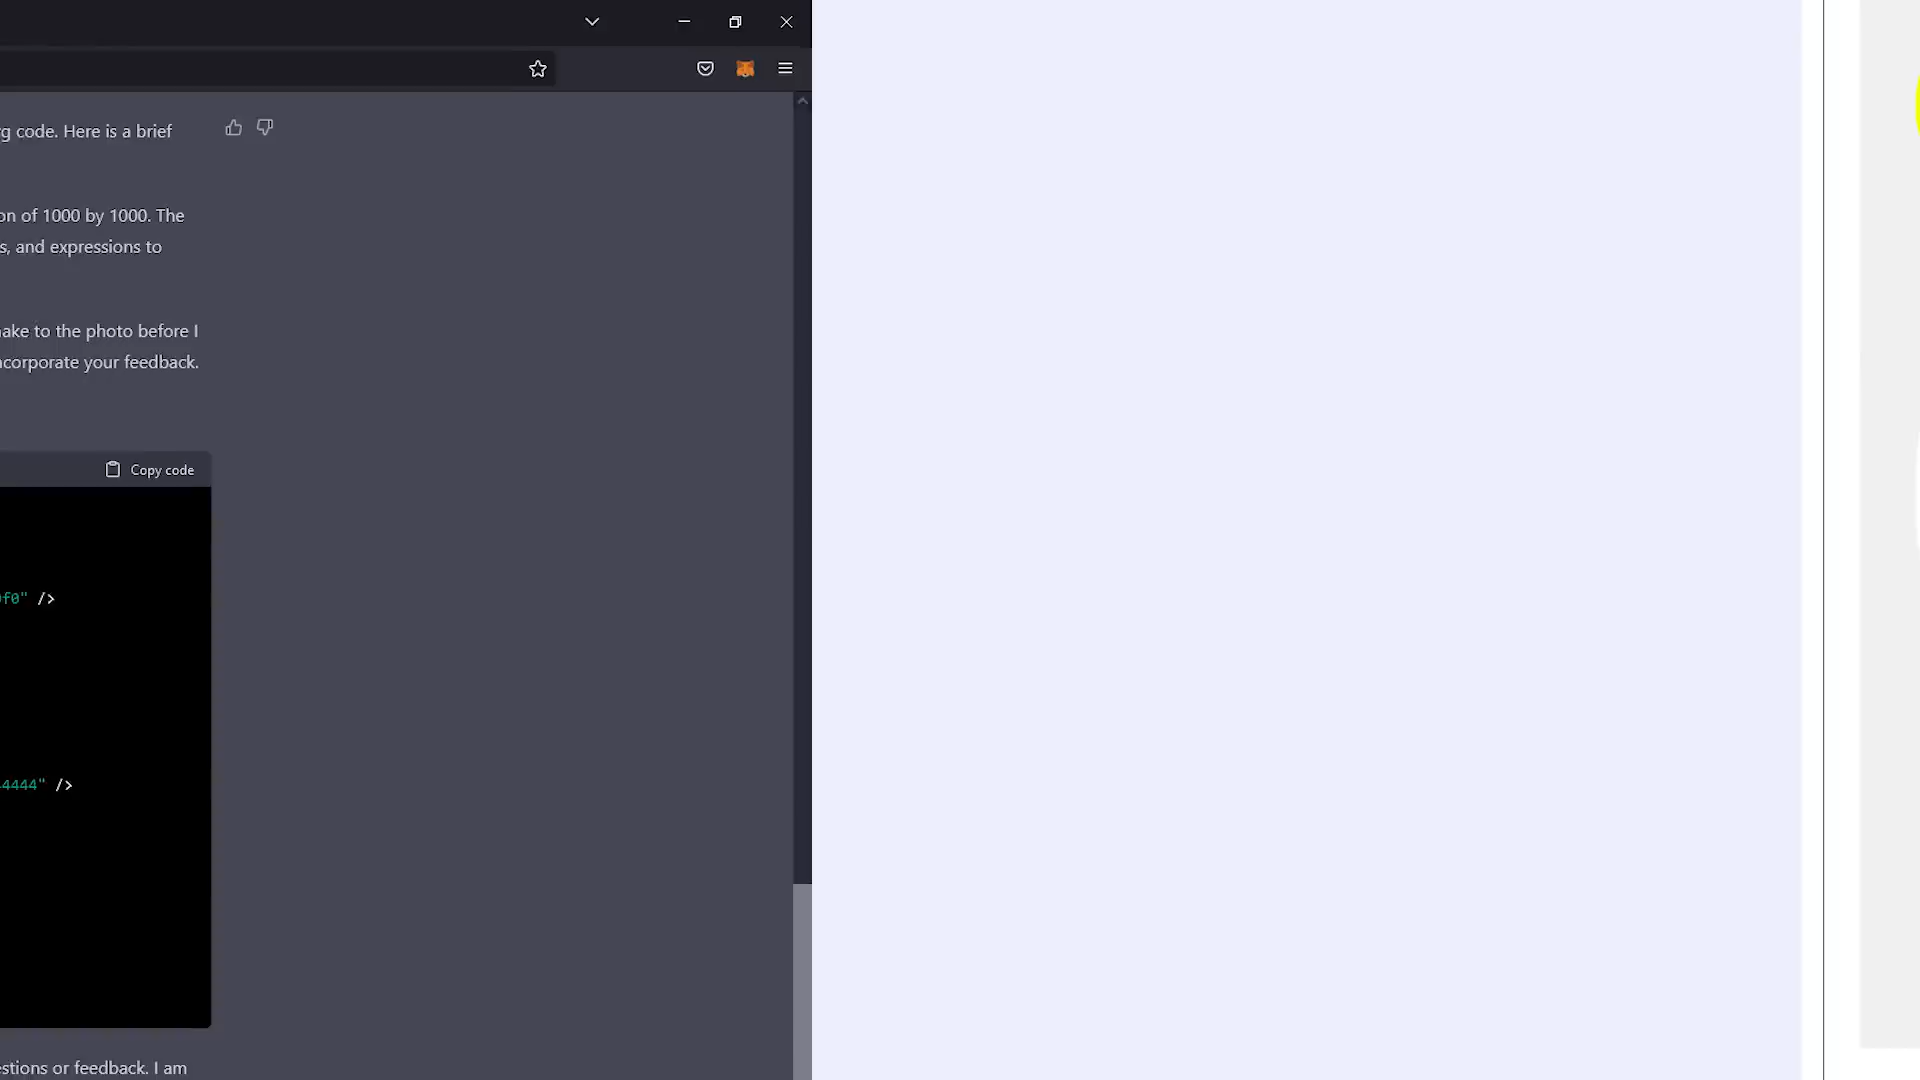 g code. Here is a brief
on of 1000 by 1000. The
s, and expressions to
ake to the photo before I
ncorporate your feedback.
Copy code
f0" />
4444" />
stions or feedback. I am